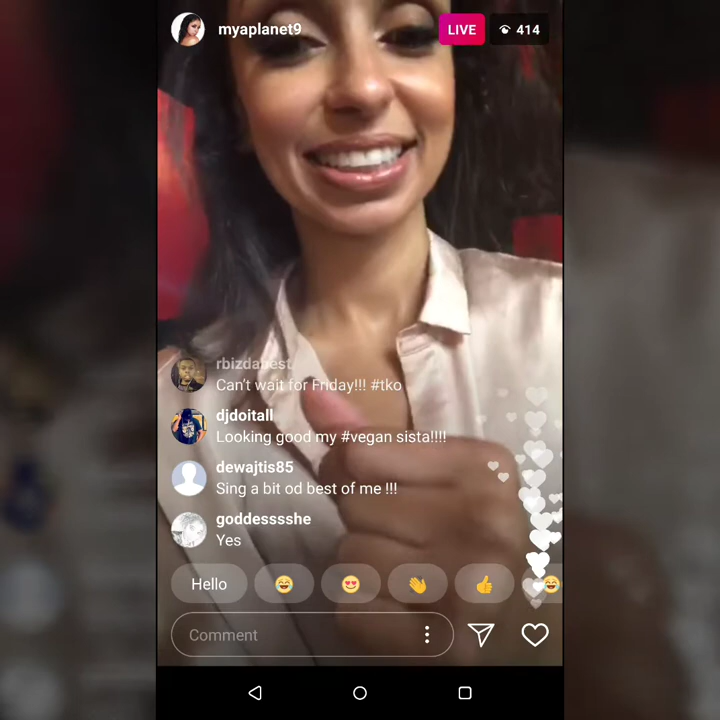 myaplanet9
LIVE
414
rbizdabest
Can't wait for Friday!!! #tko
djdoitall
Looking good my #vegan sista!!!!
dewajtis85
Sing a bit od best of me !!!
goddesssshe
Yes
Hello
Comment